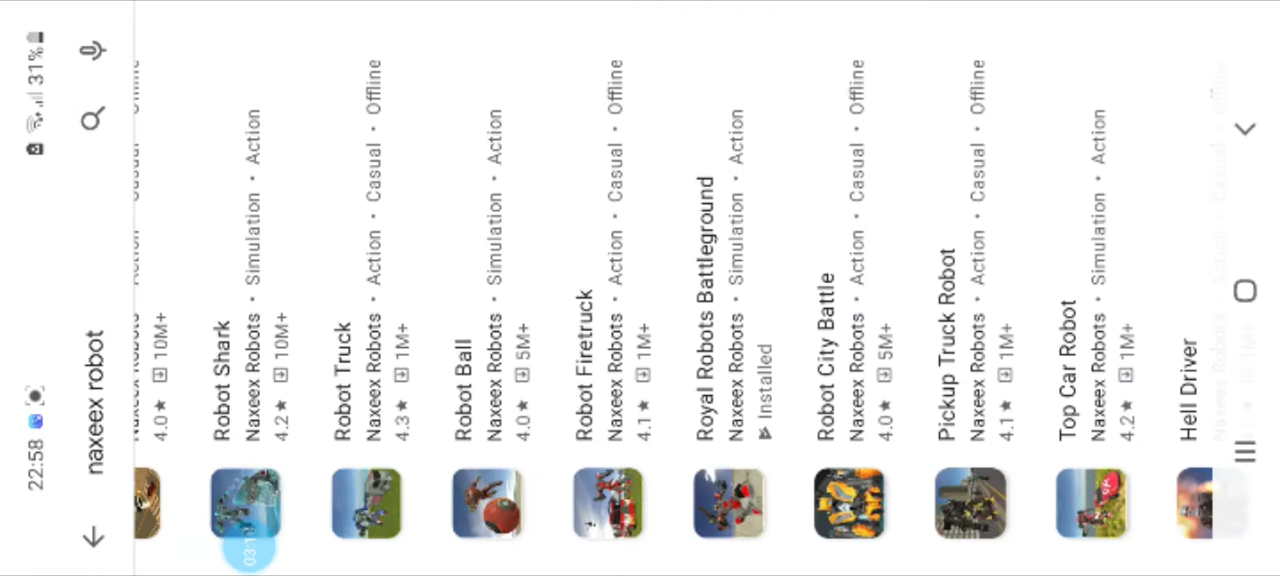 22:58
31%
naxeex robot
4.0★ 10M+
Robot Shark
Naxeex Robots • Simulation • Action
4.2★ 10M+
Robot Truck
Naxeex Robots • Action • Casual • Offline
4.3★ 1M+
Robot Ball
Naxeex Robots • Simulation • Action
4.0★ 5M+
Robot Firetruck
Naxeex Robots • Action • Casual • Offline
4.1★ 1M+
Royal Robots Battleground
Naxeex Robots • Simulation • Action
Installed
Robot City Battle
Naxeex Robots • Action • Casual • Offline
4.0★ 5M+
Pickup Truck Robot
Naxeex Robots • Action • Casual • Offline
4.1★ 1M+
Top Car Robot
Naxeex Robots • Simulation • Action
4.2★ 1M+
Hell Driver